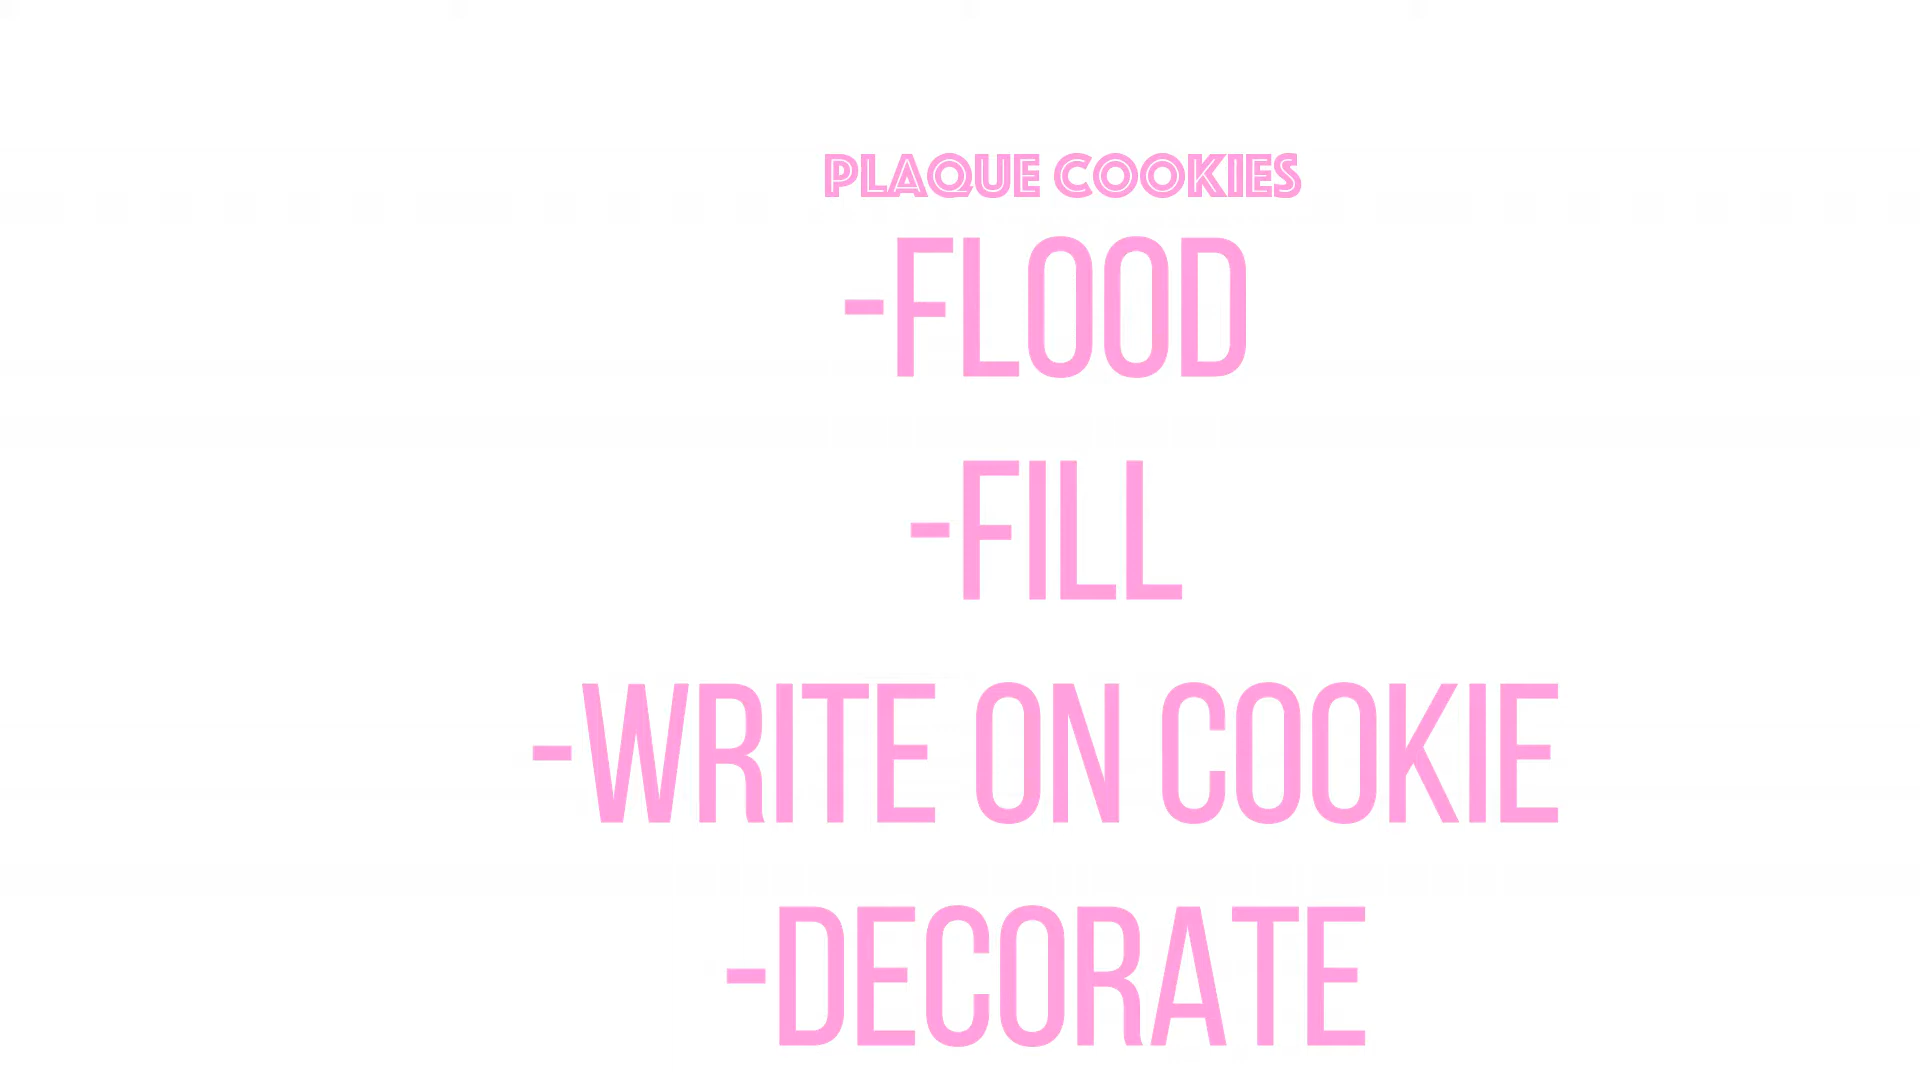 PLAQUE COOKIES
-FLOOD
-FILL
-WRITE ON COOKIE
-DECORATE